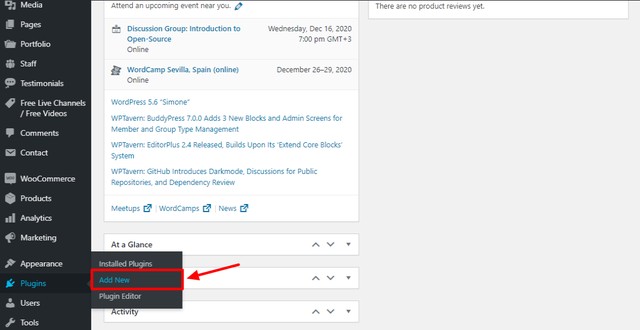 Media
Pages
Portfolio
Staff
Testimonials
Free Live Channels
/ Free Videos
Comments
Contact
WooCommerce
Products
Analytics
Marketing
Appearance
Plugins
Users
Tools
Installed Plugins
Add New
Plugin Editor
Attend an upcoming event near you.
Discussion Group: Introduction to
Open-Source
Online
Wednesday, Dec 16, 2020
7:00 pm GMT+3
WordCamp Sevilla, Spain (online)
Online
December 26–29, 2020
WordPress 5.6 “Simone”
WPTavern: BuddyPress 7.0.0 Adds 3 New Blocks and Admin Screens for
Member and Group Type Management
WPTavern: EditorPlus 2.4 Released, Builds Upon Its ‘Extend Core Blocks’
System
WPTavern: GitHub Introduces Darkmode, Discussions for Public
Repositories, and Dependency Review
Meetups | WordCamps | News
At a Glance
Activity
There are no product reviews yet.